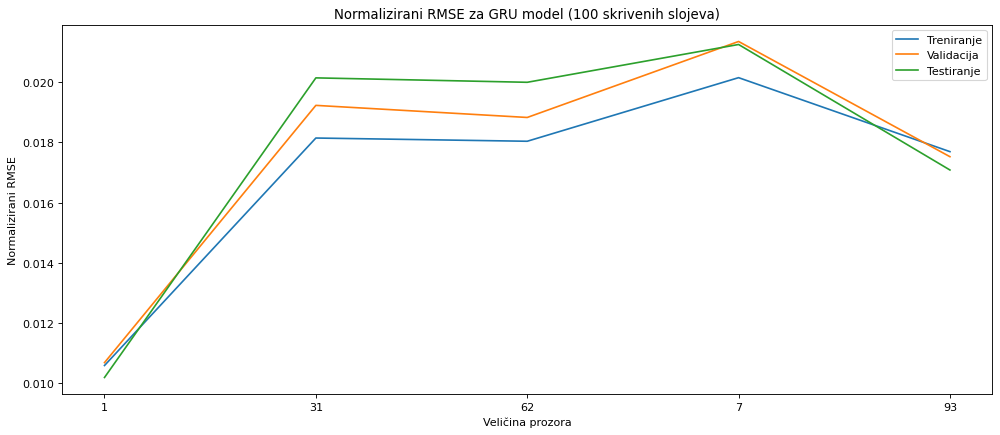 Normalizirani RMSE za GRU model (100 skrivenih slojeva)
Treniranje
Validacija
Testiranje
Normalizirani RMSE
0.020
0.018
0.016
0.014
0.012
0.010
1 31 62 7 93
Veličina prozora